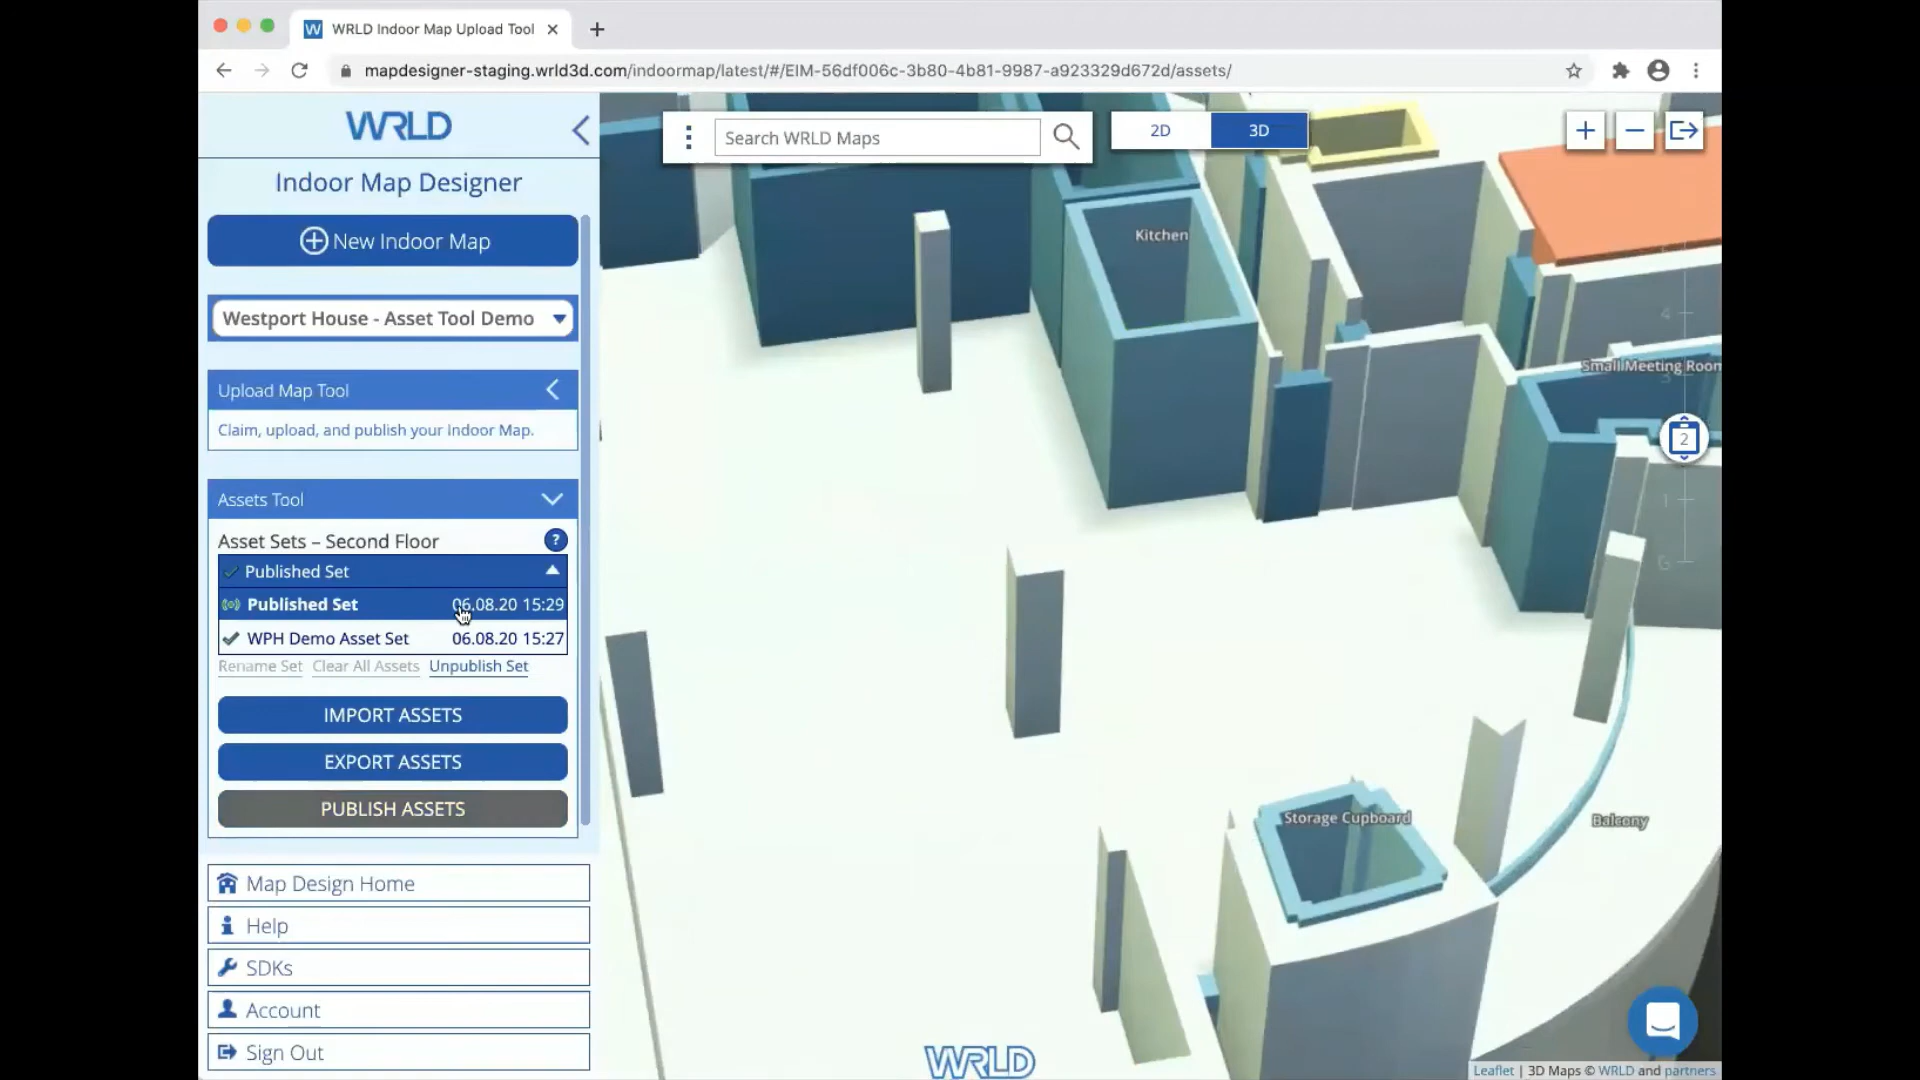 WRLD Indoor Map Upload Tool
mapdesigner-staging.wrld3d.com/indoormap/latest/#/EIM-56df006c-3b80-4b81-9987-a923329d672d/assets/
WRLD
Indoor Map Designer
New Indoor Map
Westport House - Asset Tool Demo
Upload Map Tool
Claim, upload, and publish your Indoor Map.
Assets Tool
Asset Sets – Second Floor ?
Published Set
Published Set 06.08.20 15:29
WPH Demo Asset Set 06.08.20 15:27
Rename Set Clear All Assets Unpublish Set
IMPORT ASSETS
EXPORT ASSETS
PUBLISH ASSETS
Map Design Home
Help
SDKs
Account
Sign Out
Search WRLD Maps
2D 3D
Kitchen
4
Small Meeting Room
3
2
1
G
Storage Cupboard
Balcony
WRLD
Leaflet | 3D Maps © WRLD and partners